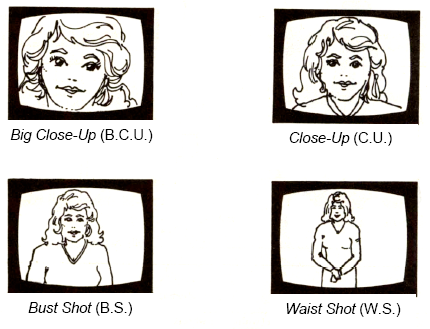 Big Close-Up (B.C.U.)
Close-Up (C.U.)
Bust Shot (B.S.)
Waist Shot (W.S.)